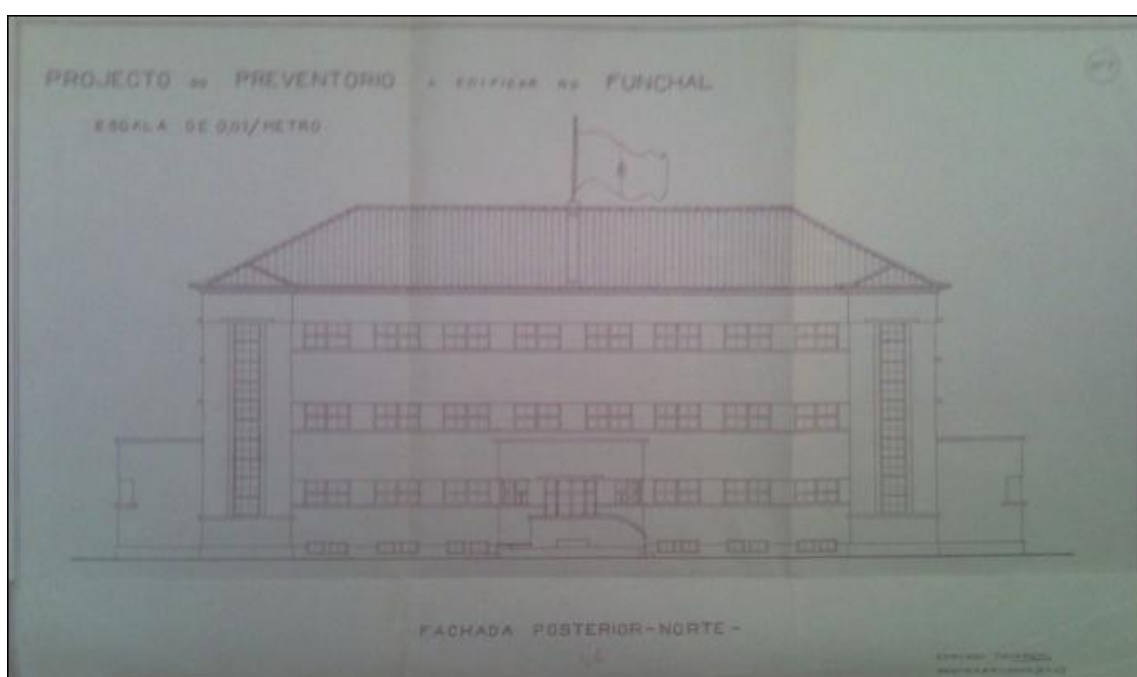 PROJECTO DO PREVENTORIO A EDIFICAR NO FUNCHAL
ESCALA DE 0,01/METRO
- FACHADA POSTERIOR-NORTE -